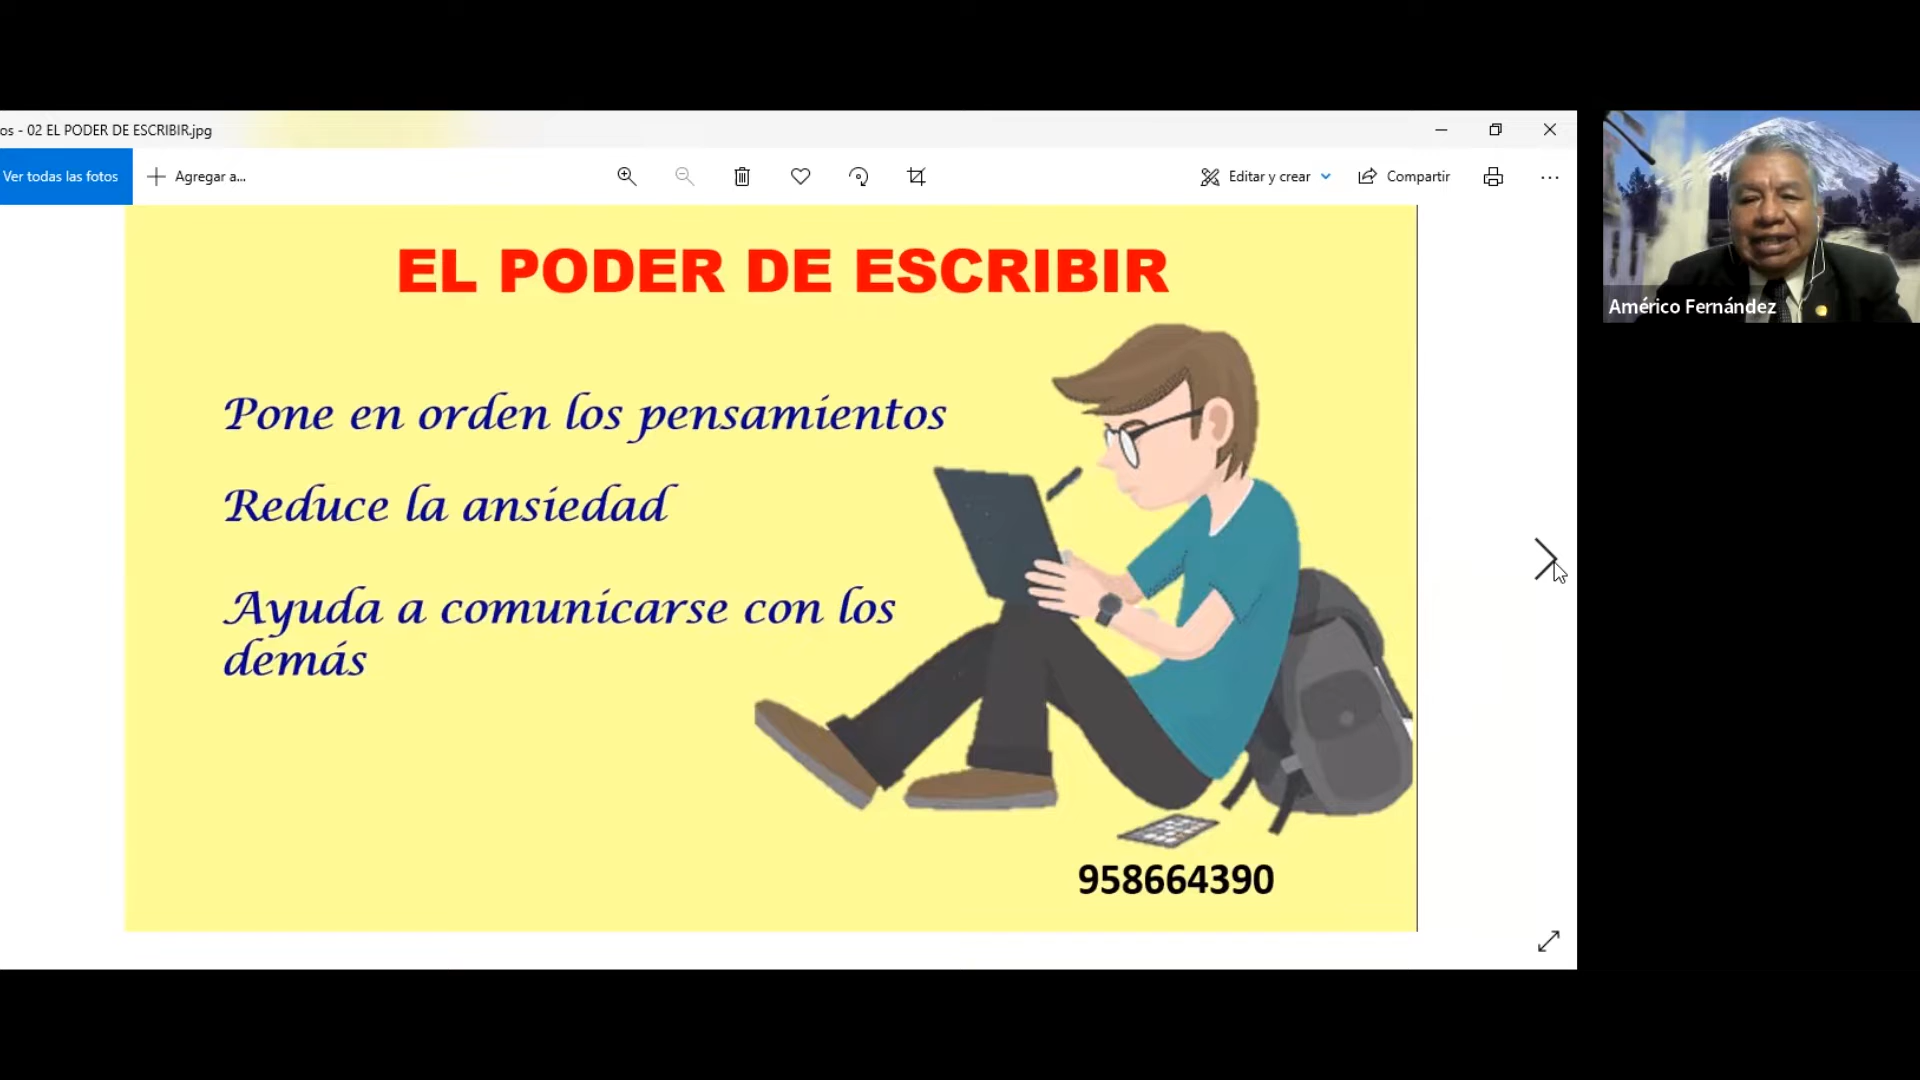 os - 02 EL PODER DE ESCRIBIR.jpg
Ver todas las fotos
Agregar a...
Editar y crear
Compartir
EL PODER DE ESCRIBIR
Pone en orden los pensamientos
Reduce la ansiedad
Ayuda a comunicarse con los
demás
958664390
Américo Fernández